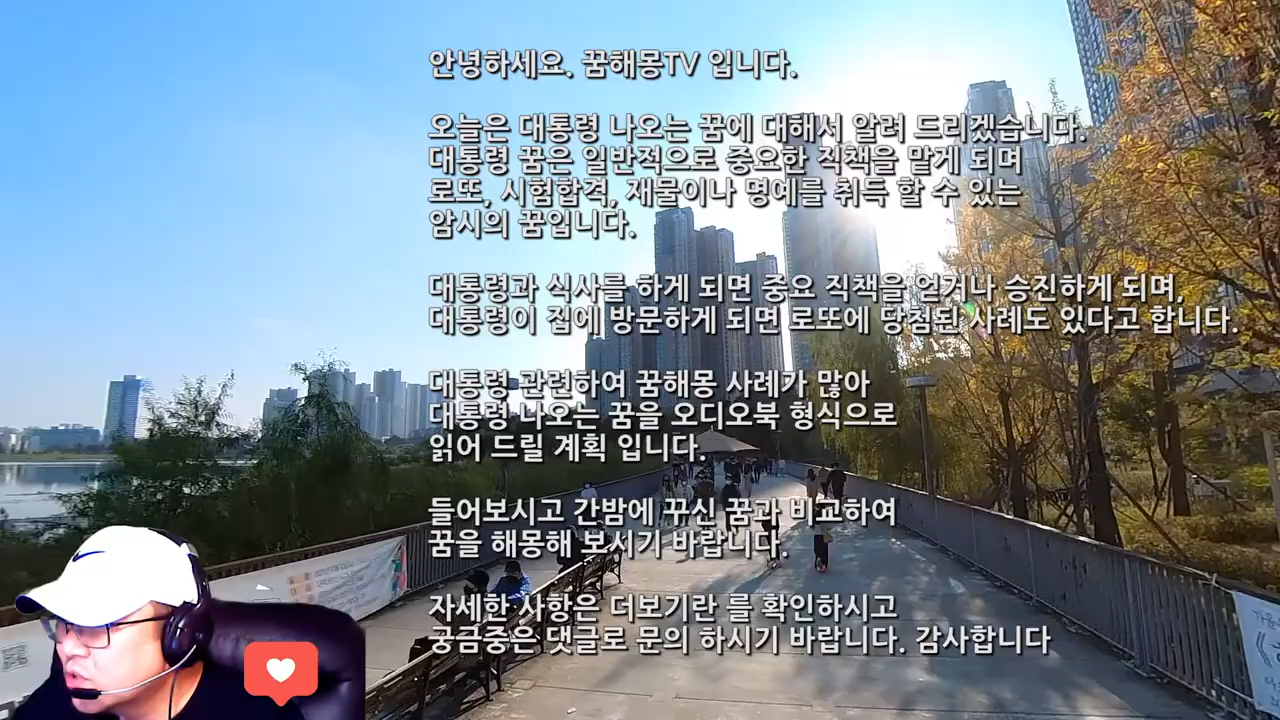 안녕하세요. 꿈해몽TV 입니다.
오늘은 대통령 나오는 꿈에 대해서 알려 드리겠습니다.
대통령 꿈은 일반적으로 중요한 직책을 맡게 되며
로또, 시험합격, 재물이나 명예를 취득 할 수 있는
암시의 꿈입니다.
대통령과 식사를 하게 되면 중요 직책을 얻거나 승진하게 되며,
대통령이 집에 방문하게 되면 로또에 당첨된 사례도 있다고 합니다.
대통령 관련하여 꿈해몽 사례가 많아
대통령 나오는 꿈을 오디오북 형식으로
읽어 드릴 계획 입니다.
들어보시고 간밤에 꾸신 꿈과 비교하여
꿈을 해몽해 보시기 바랍니다.
자세한 사항은 더보기란 를 확인하시고
궁금중은 댓글로 문의 하시기 바랍니다. 감사합니다